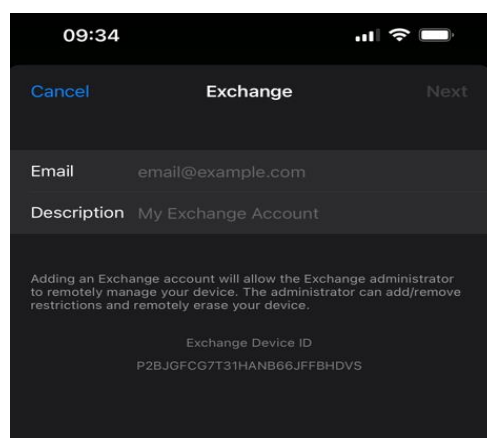 09:34
Cancel Exchange Next
Email email@example.com
Description My Exchange Account
Adding an Exchange account will allow the Exchange administrator
to remotely manage your device. The administrator can add/remove
restrictions and remotely erase your device.
Exchange Device ID
P2BJGFCG7T31HANB66JFFBHDVS